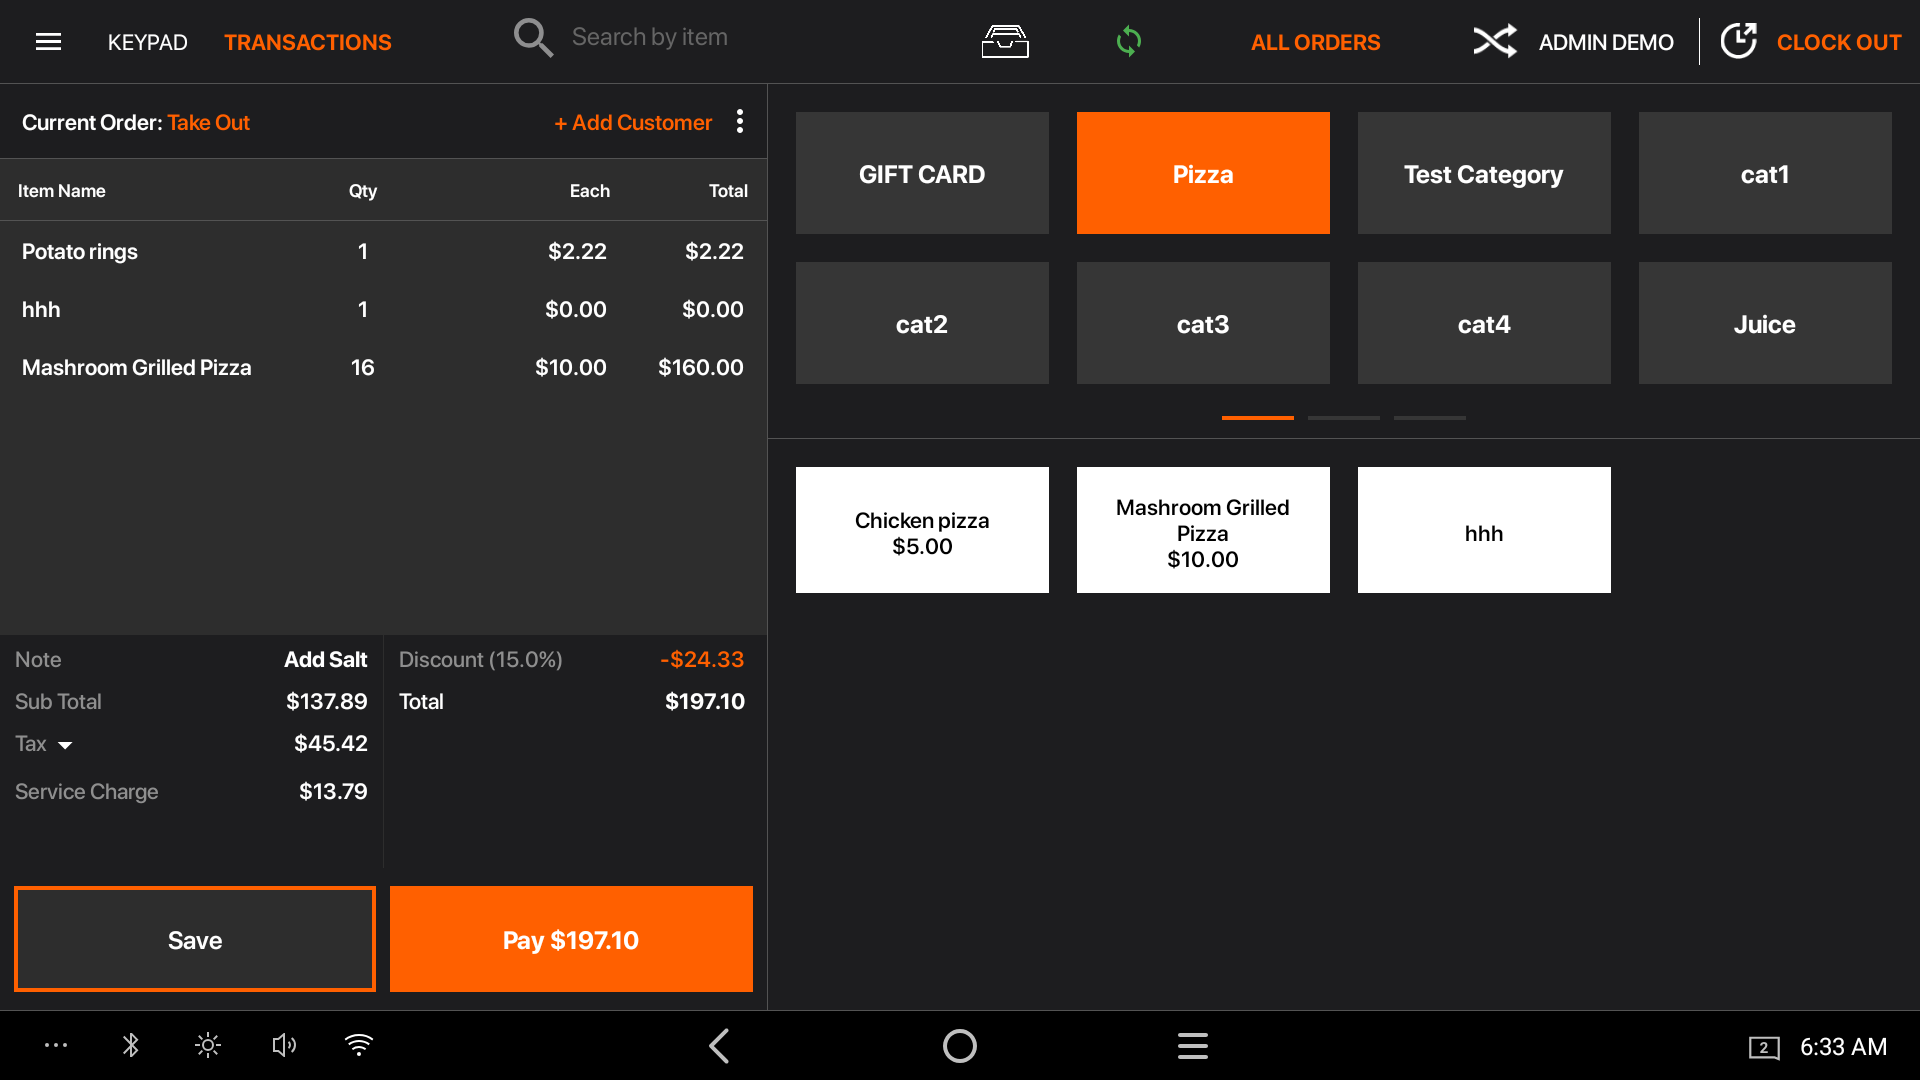 KEYPAD TRANSACTIONS Search by item ALL ORDERS ADMIN DEMO CLOCK OUT
Current Order: Take Out + Add Customer
Item Name Qty Each Total
Potato rings 1 $2.22 $2.22
hhh 1 $0.00 $0.00
Mashroom Grilled Pizza 16 $10.00 $160.00
Note Add Salt
Sub Total $137.89
Tax $45.42
Service Charge $13.79
Discount (15.0%) -$24.33
Total $197.10
Save Pay $197.10
GIFT CARD Pizza Test Category cat1
cat2 cat3 cat4 Juice
Chicken pizza
$5.00
Mashroom Grilled
Pizza
$10.00
hhh
2 6:33 AM